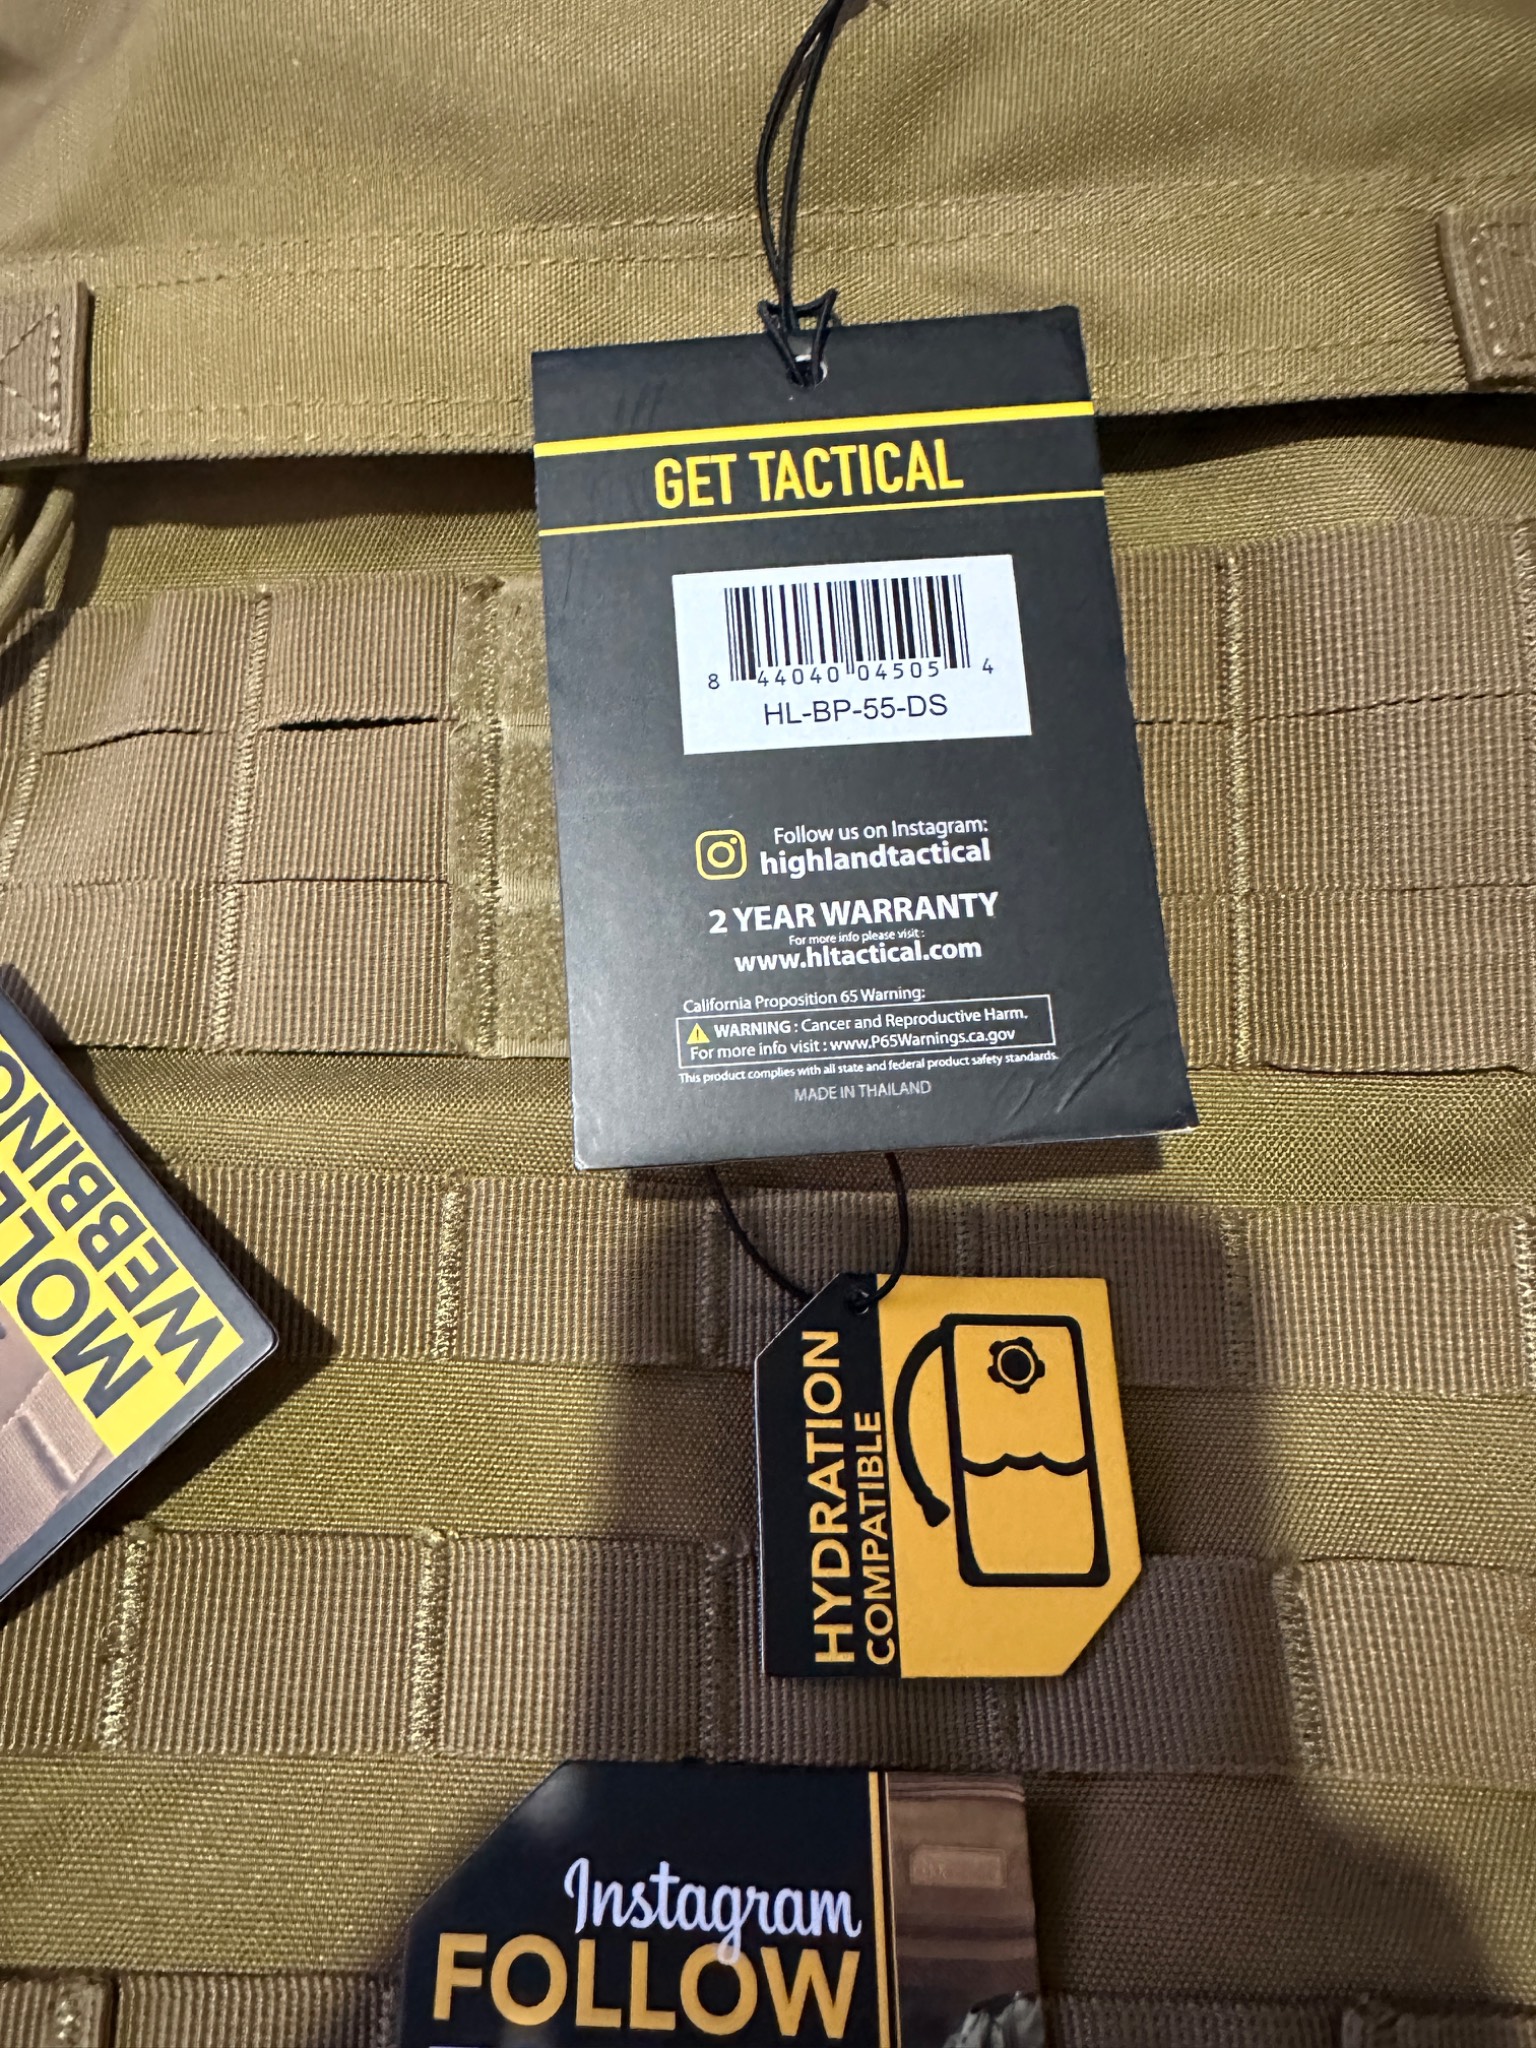 GET TACTICAL
8 44040 04505 4
HL-BP-55-DS
Follow us on Instagram:
highlandtactical
2 YEAR WARRANTY
For more info please visit :
www.hltactical.com
California Proposition 65 Warning:
WARNING : Cancer and Reproductive Harm.
For more info visit : www.P65Warnings.ca.gov
This product complies with all state and federal product safety standards.
MADE IN THAILAND
WEBBING
HYDRATION
COMPATIBLE
Instagram
FOLLOW